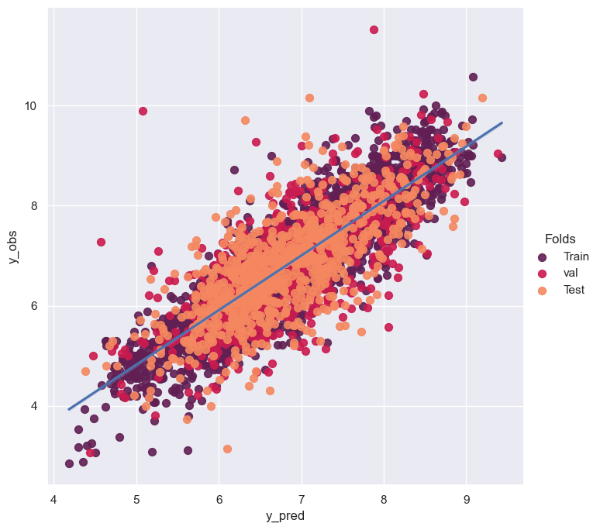 10
8
6
4
y_obs
4 5 6 7 8 9
y_pred
Folds
Train
val
Test